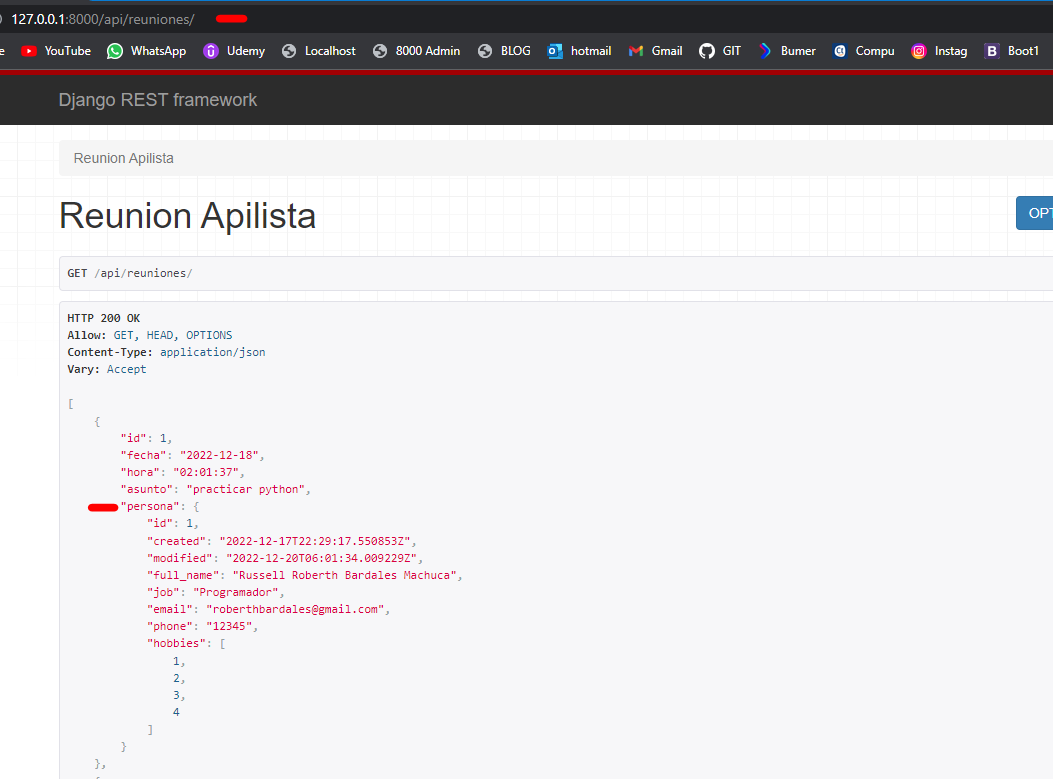 127.0.0.1:8000/api/reuniones/
e YouTube WhatsApp Udemy Localhost 8000 Admin BLOG hotmail Gmail GIT Bumer Compu Instag B Boot1
Django REST framework
Reunion Apilista
Reunion Apilista
OPT
GET /api/reuniones/
HTTP 200 OK
Allow: GET, HEAD, OPTIONS
Content-Type: application/json
Vary: Accept
[
{
"id": 1,
"fecha": "2022-12-18",
"hora": "02:01:37",
"asunto": "practicar python",
"persona": {
"id": 1,
"created": "2022-12-17T22:29:17.550853Z",
"modified": "2022-12-20T06:01:34.009229Z",
"full_name": "Russell Roberth Bardales Machuca",
"job": "Programador",
"email": "roberthbardales@gmail.com",
"phone": "12345",
"hobbies": [
1,
2,
3,
4
]
}
},